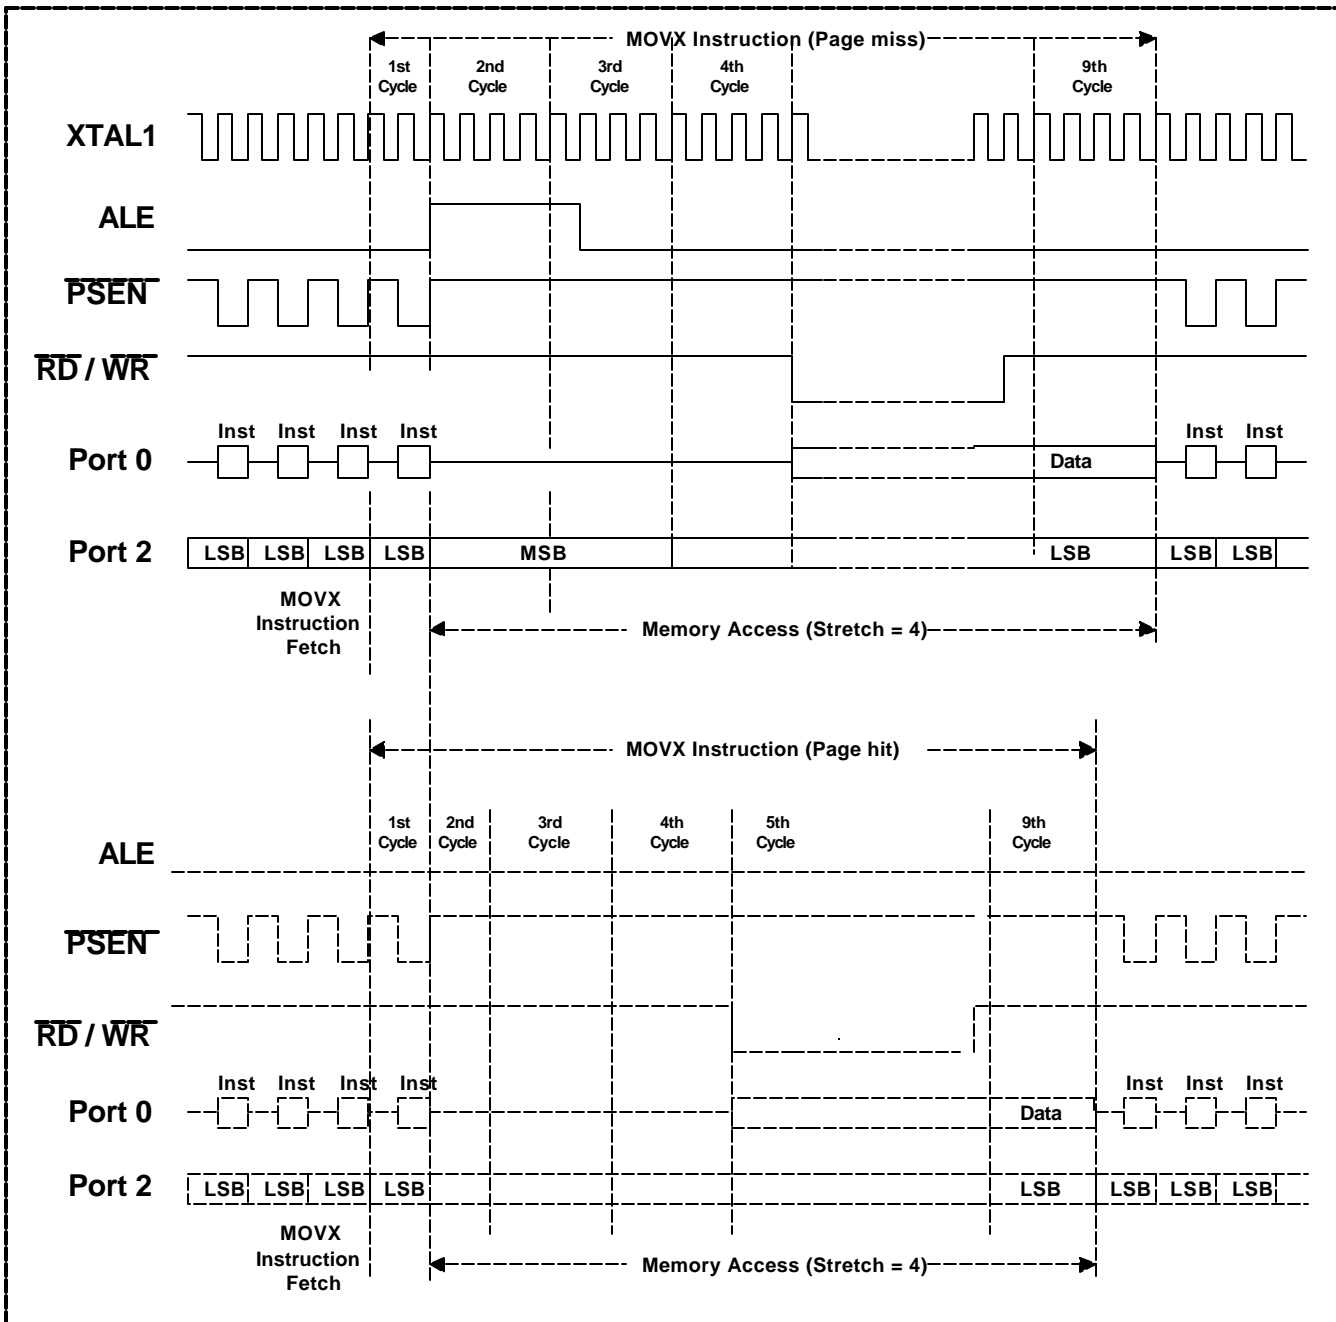 MOVX Instruction (Page miss)
1st Cycle
2nd Cycle
3rd Cycle
4th Cycle
9th Cycle
XTAL1
ALE
PSEN
RD / WR
Inst Inst Inst Inst Inst Inst
Port 0
Data
Port 2
LSB LSB LSB LSB MSB LSB LSB LSB
MOVX
Instruction
Fetch
Memory Access (Stretch = 4)
MOVX Instruction (Page hit)
1st Cycle
2nd Cycle
3rd Cycle
4th Cycle
5th Cycle
9th Cycle
ALE
PSEN
RD / WR
Inst Inst Inst Inst Inst Inst Inst
Port 0
Data
Port 2
LSB LSB LSB LSB LSB LSB LSB LSB
MOVX
Instruction
Fetch
Memory Access (Stretch = 4)